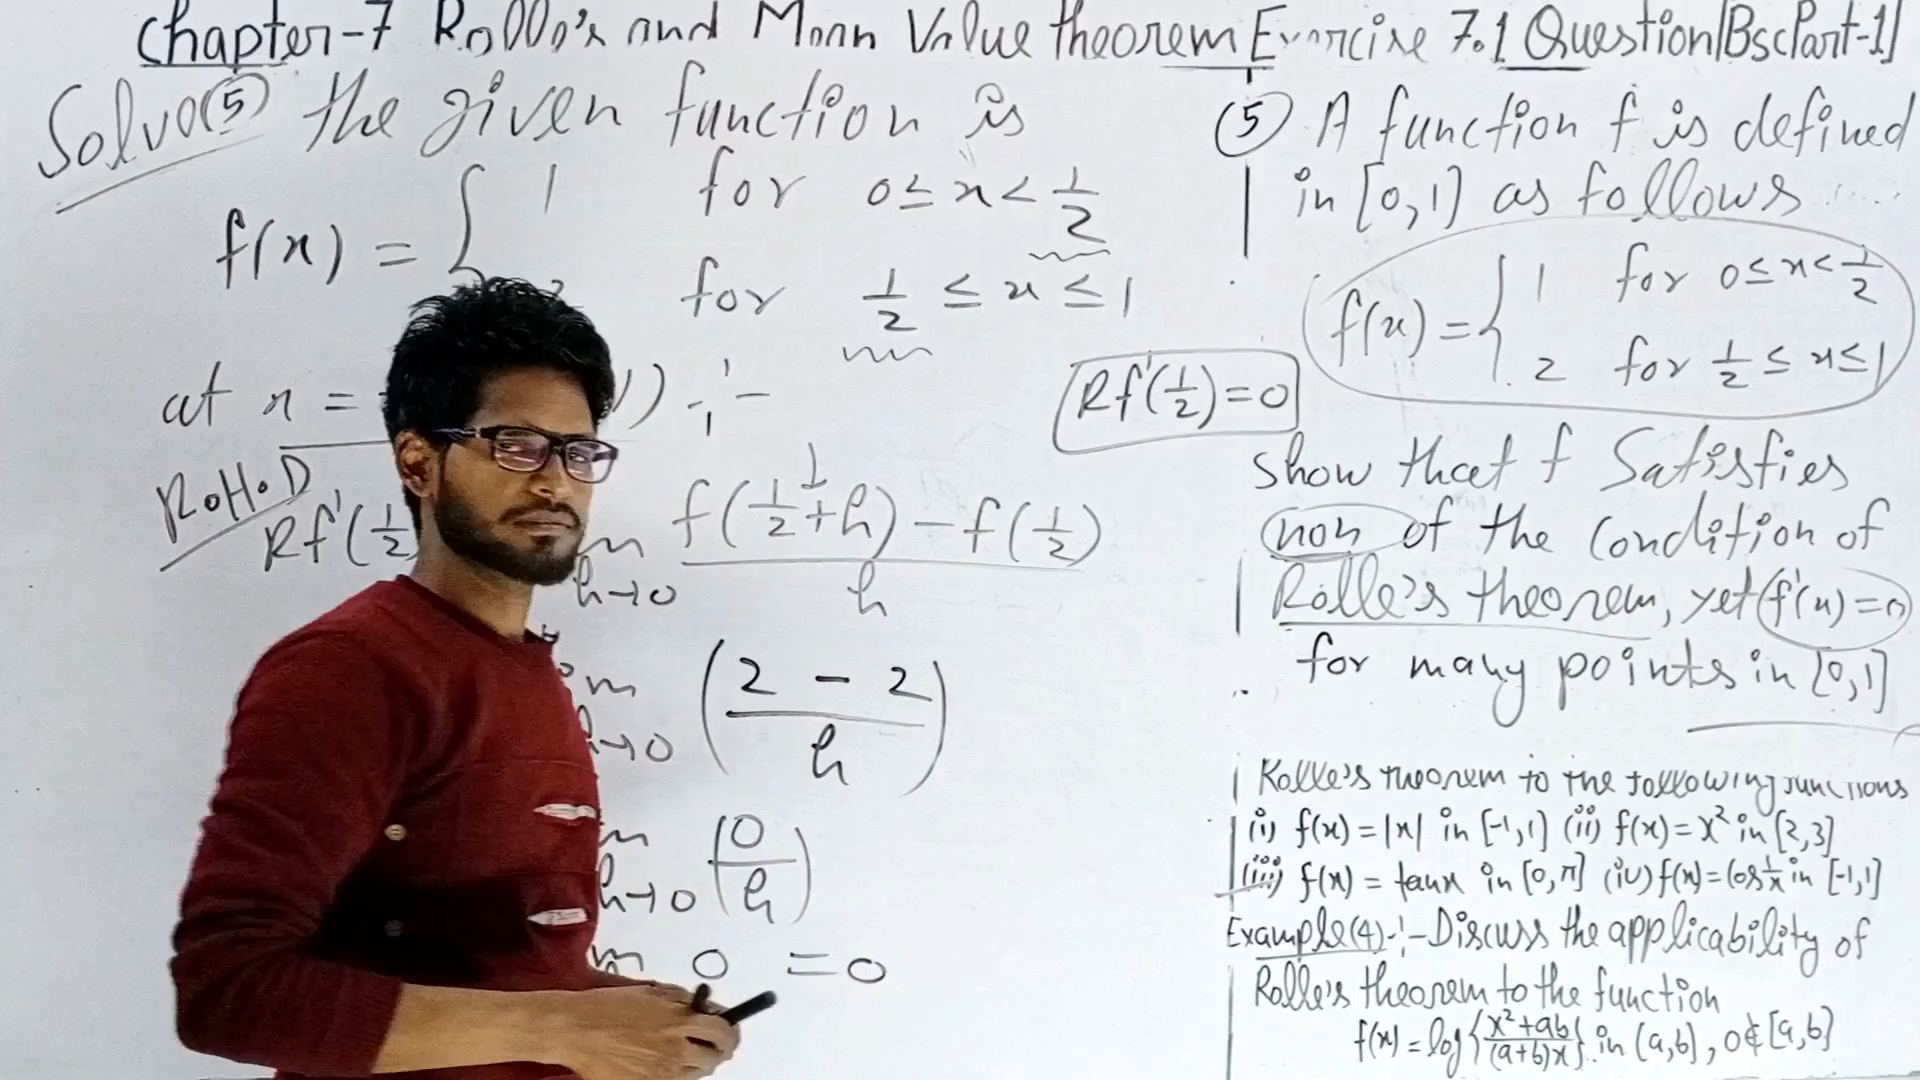 Chapter-7 Rolle's and Mean Value theorem Exercise 7.1 Question|Bsc Part-1|
Solve (5) the given function is
f(x) = { 1 for 0 ≤ x < 1/2
for 1/2 ≤ x ≤ 1
at x =
R.H.D
Rf'(1/2
f(1/2 + h) - f(1/2)
h→0 h
(2 - 2)
h→0 h
(0)
h→0 h
0 = 0
Rf'(1/2) = 0
(5) A function f is defined
in [0,1] as follows
f(x) = { 1 for 0 ≤ x < 1/2
2 for 1/2 ≤ x ≤ 1
show that f Satisfies
non of the condition of
Rolle's theorem, yet f'(x) = 0
for many points in [0,1]
Rolle's theorem to the following functions
(i) f(x) = |x| in [-1,1] (ii) f(x) = x² in [2,3]
(iii) f(x) = tanx in [0,π] (iv) f(x) = cos 1/x in [-1,1]
Example(4)-:-Discuss the applicability of
Rolle's theorem to the function
f(x) = log{(x²+ab)/((a+b)x)} in [a,b], 0∉[a,b]